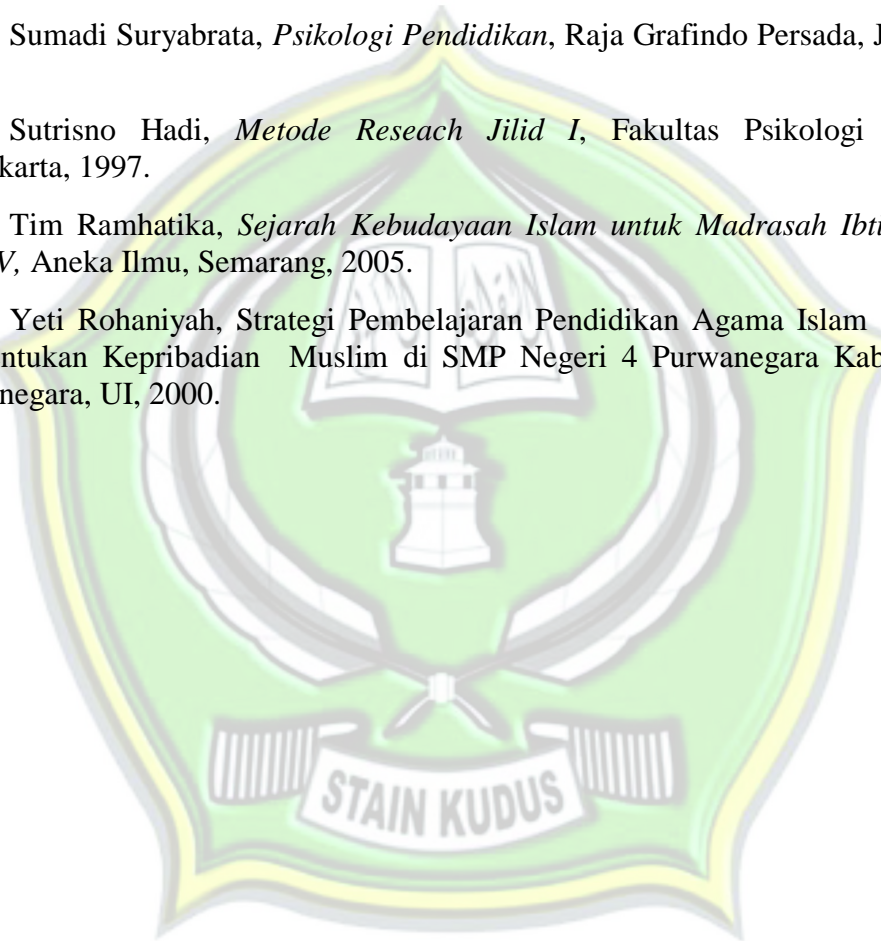 Sumadi Suryabrata, Psikologi Pendidikan, Raja Grafindo Persada, J
Sutrisno Hadi, Metode Reseach Jilid I, Fakultas Psikologi
karta, 1997.
Tim Ramhatika, Sejarah Kebudayaan Islam untuk Madrasah Ibti
V, Aneka Ilmu, Semarang, 2005.
Yeti Rohaniyah, Strategi Pembelajaran Pendidikan Agama Islam
ntukan Kepribadian Muslim di SMP Negeri 4 Purwanegara Kab
negara, UI, 2000.
STAIN KUDUS